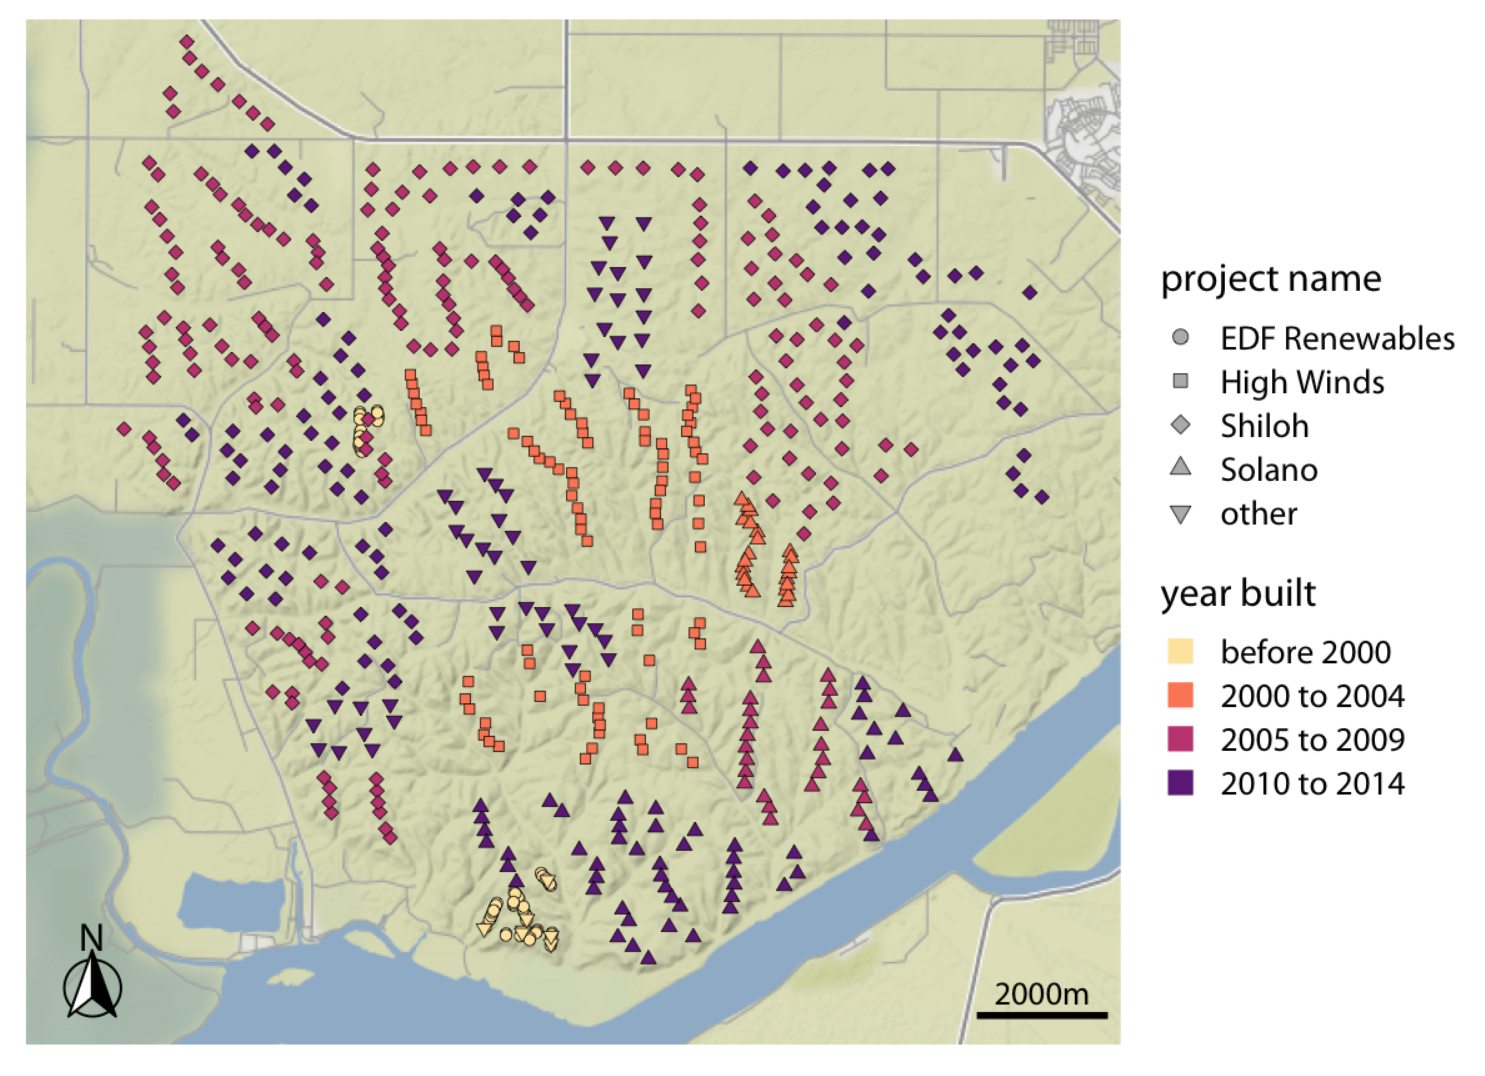 project name
EDF Renewables
High Winds
Shiloh
Solano
other
year built
before 2000
2000 to 2004
2005 to 2009
2010 to 2014
N
2000m